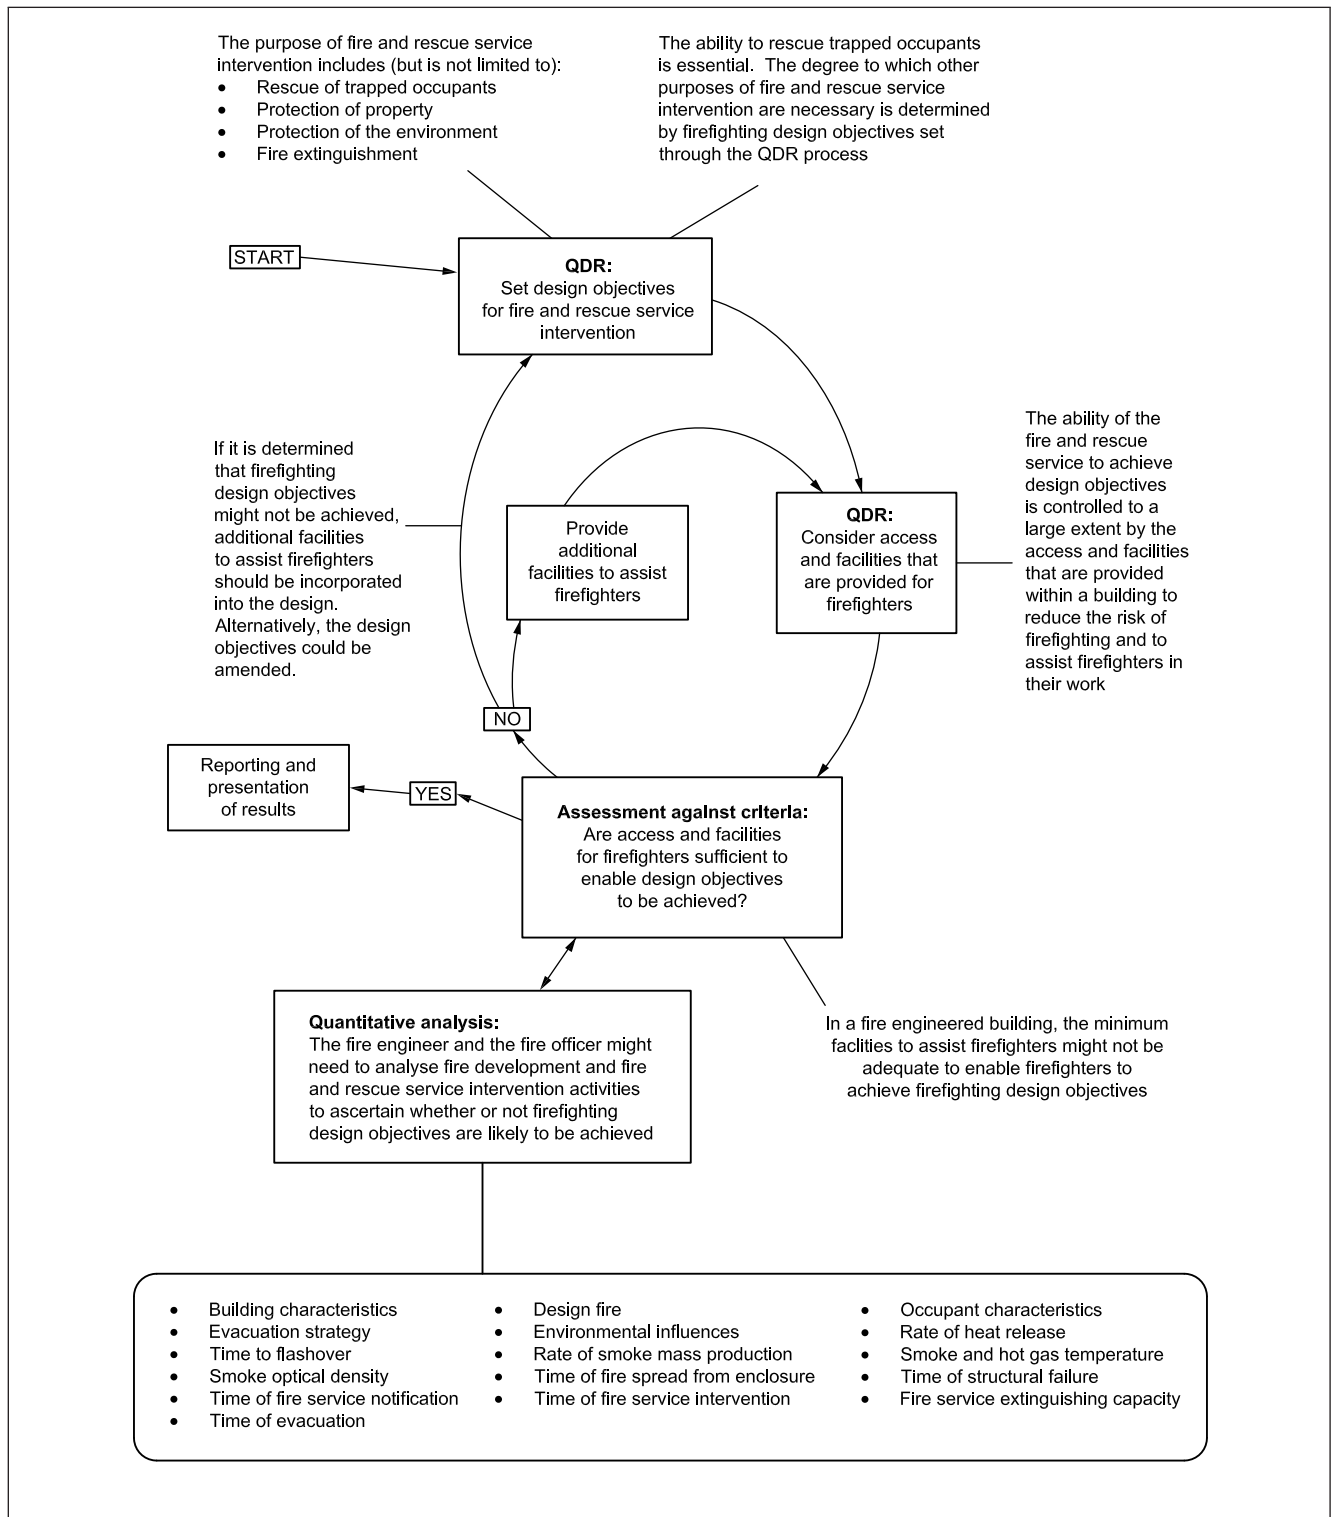 The purpose of fire and rescue service
intervention includes (but is not limited to):
• Rescue of trapped occupants
• Protection of property
• Protection of the environment
• Fire extinguishment
The ability to rescue trapped occupants
is essential. The degree to which other
purposes of fire and rescue service
intervention are necessary is determined
by firefighting design objectives set
through the QDR process
START
QDR:
Set design objectives
for fire and rescue service
intervention
If it is determined
that firefighting
design objectives
might not be achieved,
additional facilities
to assist firefighters
should be incorporated
into the design.
Alternatively, the design
objectives could be
amended.
Provide
additional
facilities to assist
firefighters
QDR:
Consider access
and facilities that
are provided for
firefighters
The ability of the
fire and rescue
service to achieve
design objectives
is controlled to a
large extent by the
access and facilities
that are provided
within a building to
reduce the risk of
firefighting and to
assist firefighters in
their work
NO
Reporting and
presentation
of results
YES
Assessment agaInst crIterIa:
Are access and facilities
for firefighters sufficient to
enable design objectives
to be achieved?
Quantitative analysis:
The fire engineer and the fire officer might
need to analyse fire development and fire
and rescue service intervention activities
to ascertain whether or not firefighting
design objectives are likely to be achieved
In a fire engineered building, the minimum
faclities to assist firefighters might not be
adequate to enable firefighters to
achieve firefighting design objectives
• Building characteristics
• Evacuation strategy
• Time to flashover
• Smoke optical density
• Time of fire service notification
• Time of evacuation
• Design fire
• Environmental influences
• Rate of smoke mass production
• Time of fire spread from enclosure
• Time of fire service intervention
• Occupant characteristics
• Rate of heat release
• Smoke and hot gas temperature
• Time of structural failure
• Fire service extinguishing capacity